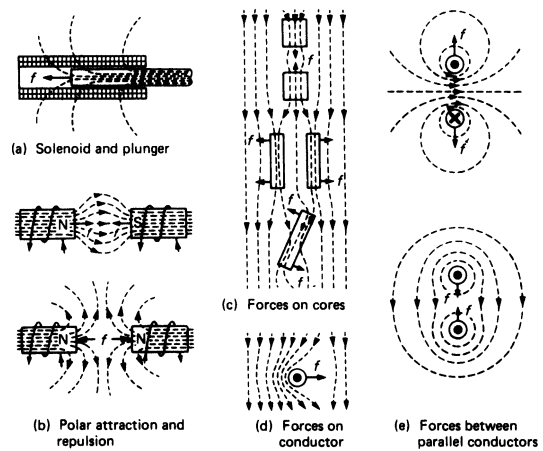 f
(a) Solenoid and plunger
N S
N f N
(b) Polar attraction and
repulsion
f
f
f
f
f
(c) Forces on cores
f
(d) Forces on
conductor
f
f
f
f
(e) Forces between
parallel conductors